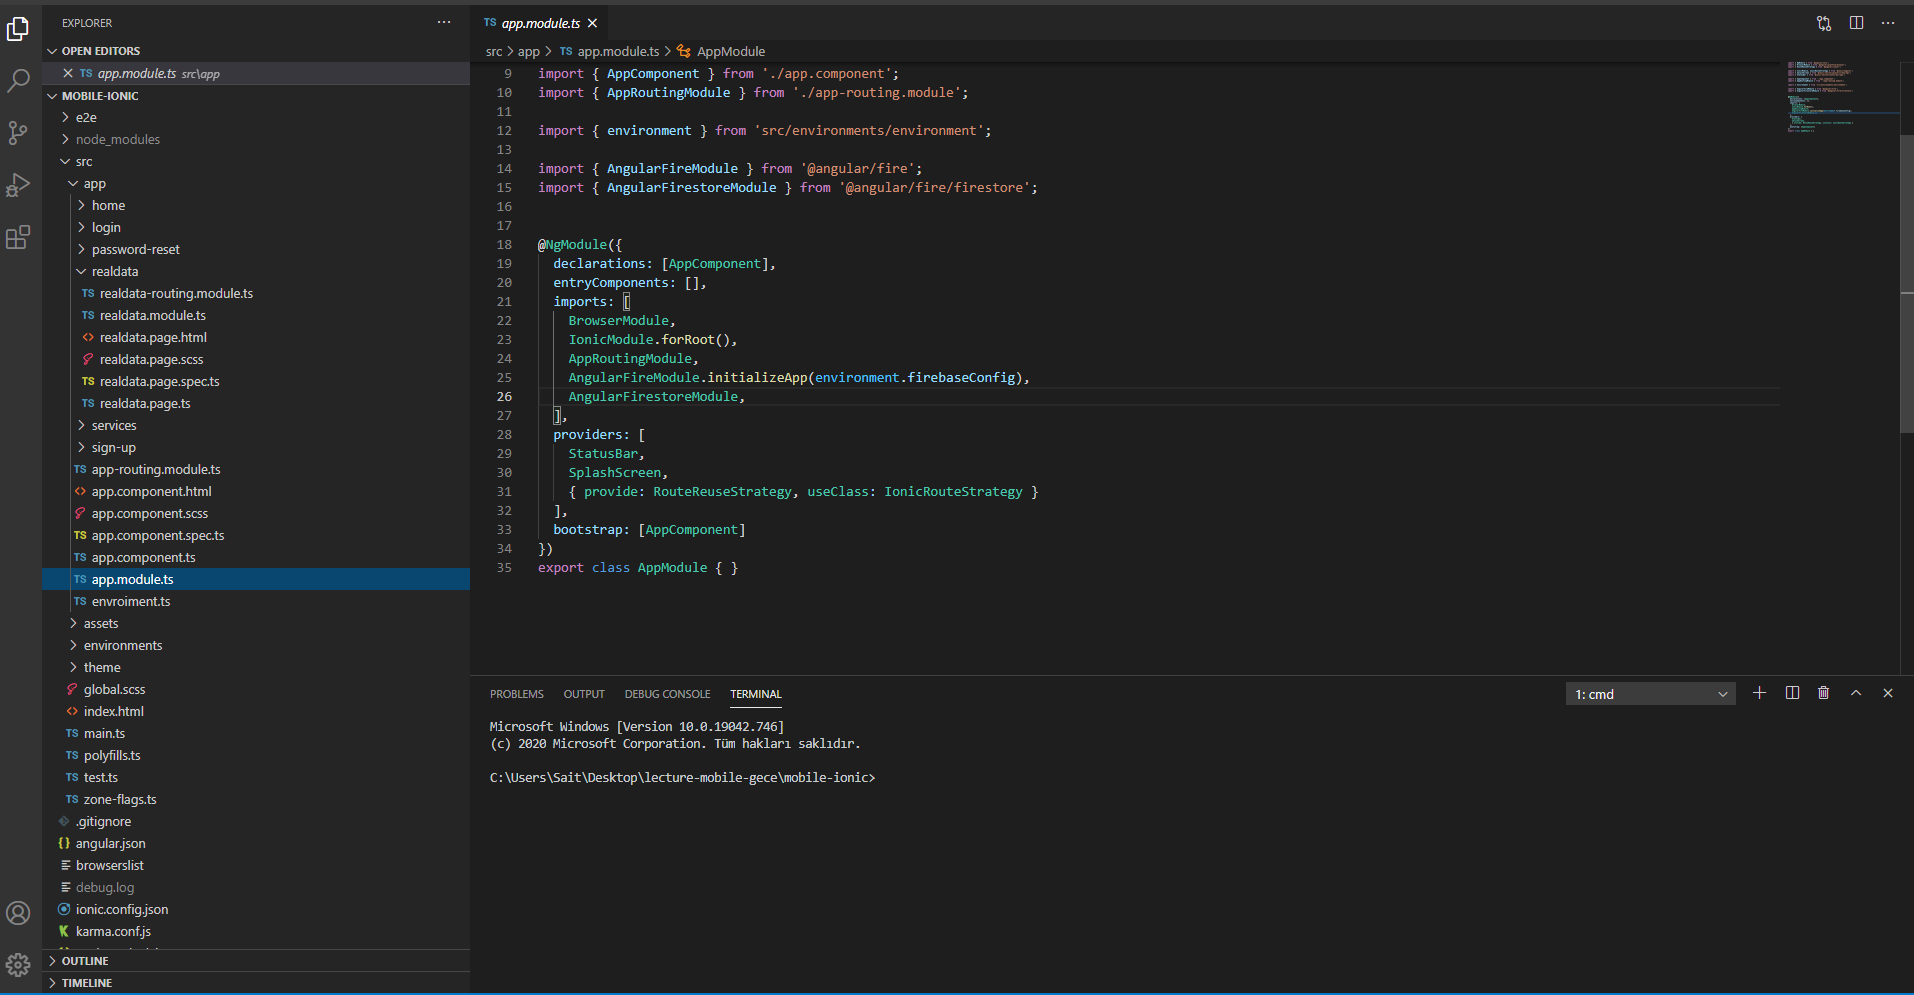 EXPLORER
OPEN EDITORS
TS app.module.ts src\app
MOBILE-IONIC
e2e
node_modules
src
app
home
login
password-reset
realdata
TS realdata-routing.module.ts
TS realdata.module.ts
<> realdata.page.html
realdata.page.scss
TS realdata.page.spec.ts
TS realdata.page.ts
services
sign-up
TS app-routing.module.ts
<> app.component.html
app.component.scss
TS app.component.spec.ts
TS app.component.ts
TS app.module.ts
TS envroiment.ts
assets
environments
theme
global.scss
<> index.html
TS main.ts
TS polyfills.ts
TS test.ts
TS zone-flags.ts
.gitignore
{} angular.json
browserslist
debug.log
ionic.config.json
K karma.conf.js
OUTLINE
TIMELINE
TS app.module.ts
src > app > TS app.module.ts > AppModule
9 import { AppComponent } from './app.component';
10 import { AppRoutingModule } from './app-routing.module';
11
12 import { environment } from 'src/environments/environment';
13
14 import { AngularFireModule } from '@angular/fire';
15 import { AngularFirestoreModule } from '@angular/fire/firestore';
16
17
18 @NgModule({
19 declarations: [AppComponent],
20 entryComponents: [],
21 imports: [
22 BrowserModule,
23 IonicModule.forRoot(),
24 AppRoutingModule,
25 AngularFireModule.initializeApp(environment.firebaseConfig),
26 AngularFirestoreModule,
27 ],
28 providers: [
29 StatusBar,
30 SplashScreen,
31 { provide: RouteReuseStrategy, useClass: IonicRouteStrategy }
32 ],
33 bootstrap: [AppComponent]
34 })
35 export class AppModule { }
PROBLEMS OUTPUT DEBUG CONSOLE TERMINAL
1: cmd
Microsoft Windows [Version 10.0.19042.746]
(c) 2020 Microsoft Corporation. Tüm hakları saklıdır.
C:\Users\Sait\Desktop\lecture-mobile-gece\mobile-ionic>